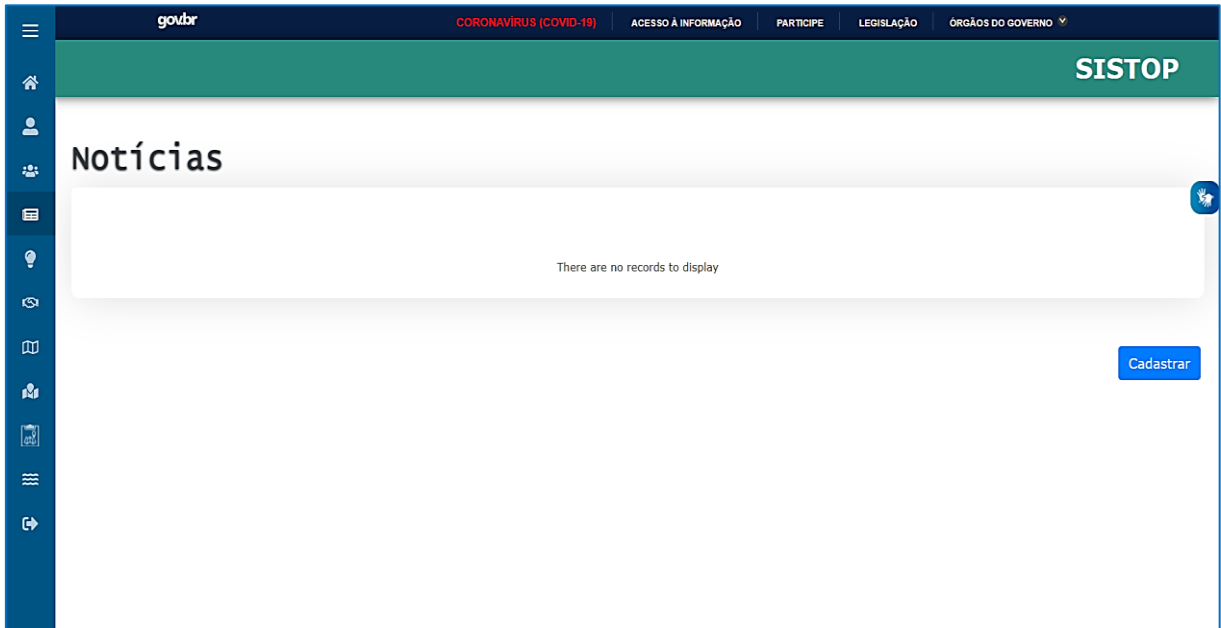 gov.br CORONAVÍRUS (COVID-19) ACESSO À INFORMAÇÃO PARTICIPE LEGISLAÇÃO ÓRGÃOS DO GOVERNO
SISTOP
Notícias
There are no records to display
Cadastrar